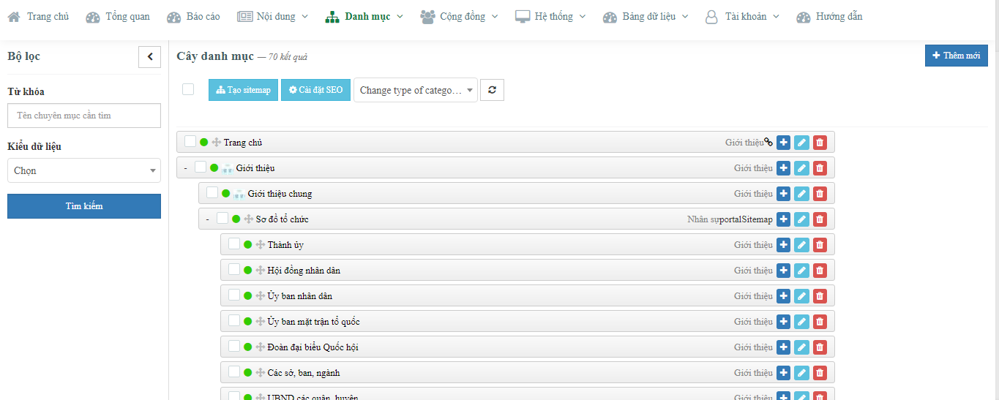 Trang chủ Tổng quan Báo cáo Nội dung Danh mục Cộng đồng Hệ thống Bảng dữ liệu Tài khoản Hướng dẫn
Bộ lọc
Từ khóa
Tên chuyên mục cần tìm
Kiểu dữ liệu
Chọn
Tìm kiếm
Cây danh mục — 70 kết quả
Thêm mới
Tạo sitemap Cài đặt SEO Change type of catego…
Trang chủ Giới thiệu
- Giới thiệu Giới thiệu
Giới thiệu chung Giới thiệu
- Sơ đồ tổ chức Nhân sựportalSitemap
Thành ủy Giới thiệu
Hội đồng nhân dân Giới thiệu
Ủy ban nhân dân Giới thiệu
Ủy ban mặt trận tổ quốc Giới thiệu
Đoàn đại biểu Quốc hội Giới thiệu
Các sở, ban, ngành Giới thiệu
UBND các quận, huyện Giới thiệu